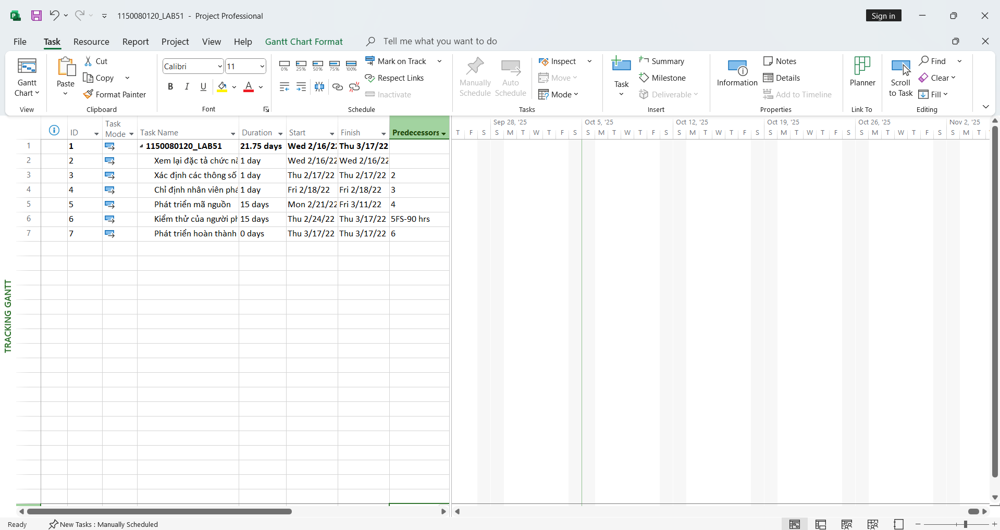 1150080120_LAB51 - Project Professional
Sign in
File Task Resource Report Project View Help Gantt Chart Format Tell me what you want to do
Gantt Chart
View
Paste
Cut
Copy
Format Painter
Clipboard
Calibri 11
B I U A
Font
0% 25% 50% 75% 100%
Mark on Track
Respect Links
Inactivate
Schedule
Manually Schedule
Auto Schedule
Inspect
Move
Mode
Tasks
Task
Summary
Milestone
Deliverable
Insert
Information
Notes
Details
Add to Timeline
Properties
Planner
Link To
Scroll to Task
Find
Clear
Fill
Editing
ID Task Mode Task Name Duration Start Finish Predecessors
Sep 28, '25 Oct 5, '25 Oct 12, '25 Oct 19, '25 Oct 26, '25 Nov 2, '25
T F S S M T W T F S S M T W T F S S M T W T F S S M T W T F S S M T W T F S S M T
1 1 1150080120_LAB51 21.75 days Wed 2/16/22 Thu 3/17/22
2 2 Xem lại đặc tả chức 1 day Wed 2/16/22 Wed 2/16/22
3 3 Xác định các thông số 1 day Thu 2/17/22 Thu 2/17/22 2
4 4 Chỉ định nhân viên 1 day Fri 2/18/22 Fri 2/18/22 3
5 5 Phát triển mã nguồn 15 days Mon 2/21/22 Fri 3/11/22 4
6 6 Kiểm thử của người 15 days Thu 2/24/22 Thu 3/17/22 5FS-90 hrs
7 7 Phát triển hoàn thành 0 days Thu 3/17/22 Thu 3/17/22 6
TRACKING GANTT
Ready New Tasks : Manually Scheduled